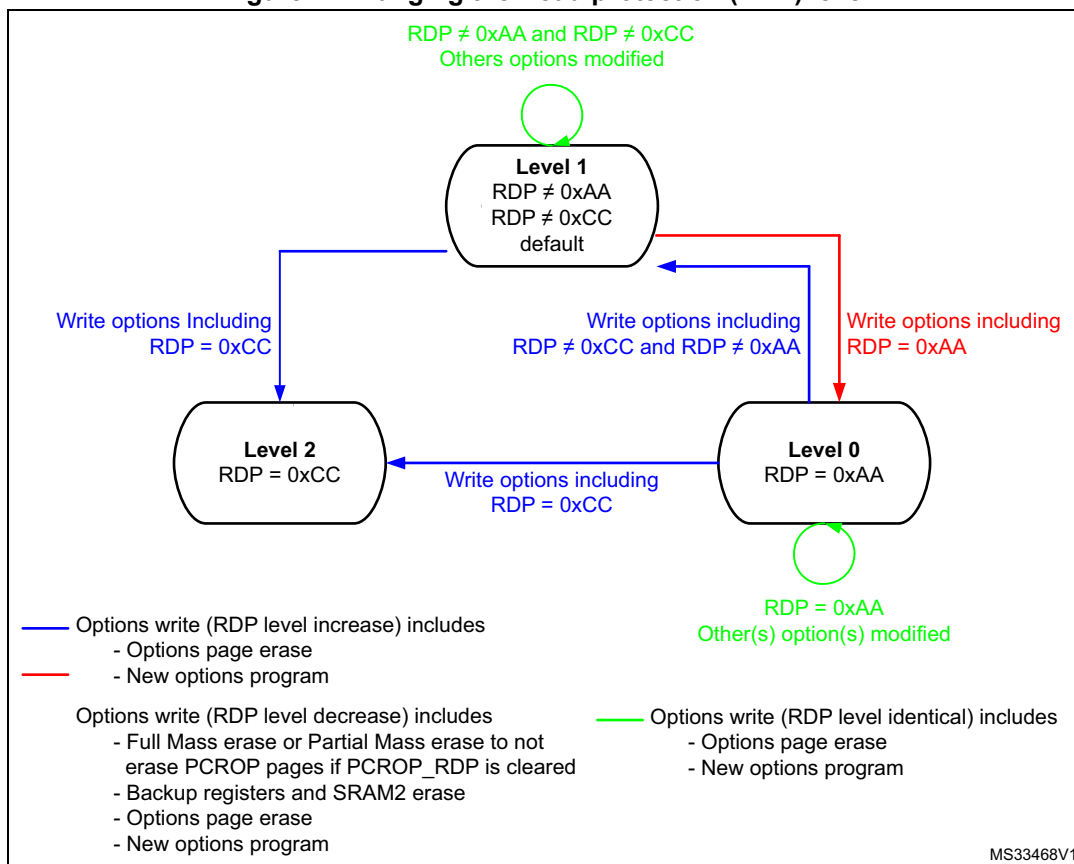 RDP ≠ 0xAA and RDP ≠ 0xCC
Others options modified
Level 1
RDP ≠ 0xAA
RDP ≠ 0xCC
default
Write options Including
RDP = 0xCC
Write options including
RDP ≠ 0xCC and RDP ≠ 0xAA
Write options including
RDP = 0xAA
Level 2
RDP = 0xCC
Level 0
RDP = 0xAA
Write options including
RDP = 0xCC
RDP = 0xAA
Other(s) option(s) modified
Options write (RDP level increase) includes
- Options page erase
- New options program
Options write (RDP level decrease) includes
- Full Mass erase or Partial Mass erase to not
erase PCROP pages if PCROP_RDP is cleared
- Backup registers and SRAM2 erase
- Options page erase
- New options program
Options write (RDP level identical) includes
- Options page erase
- New options program
MS33468V1